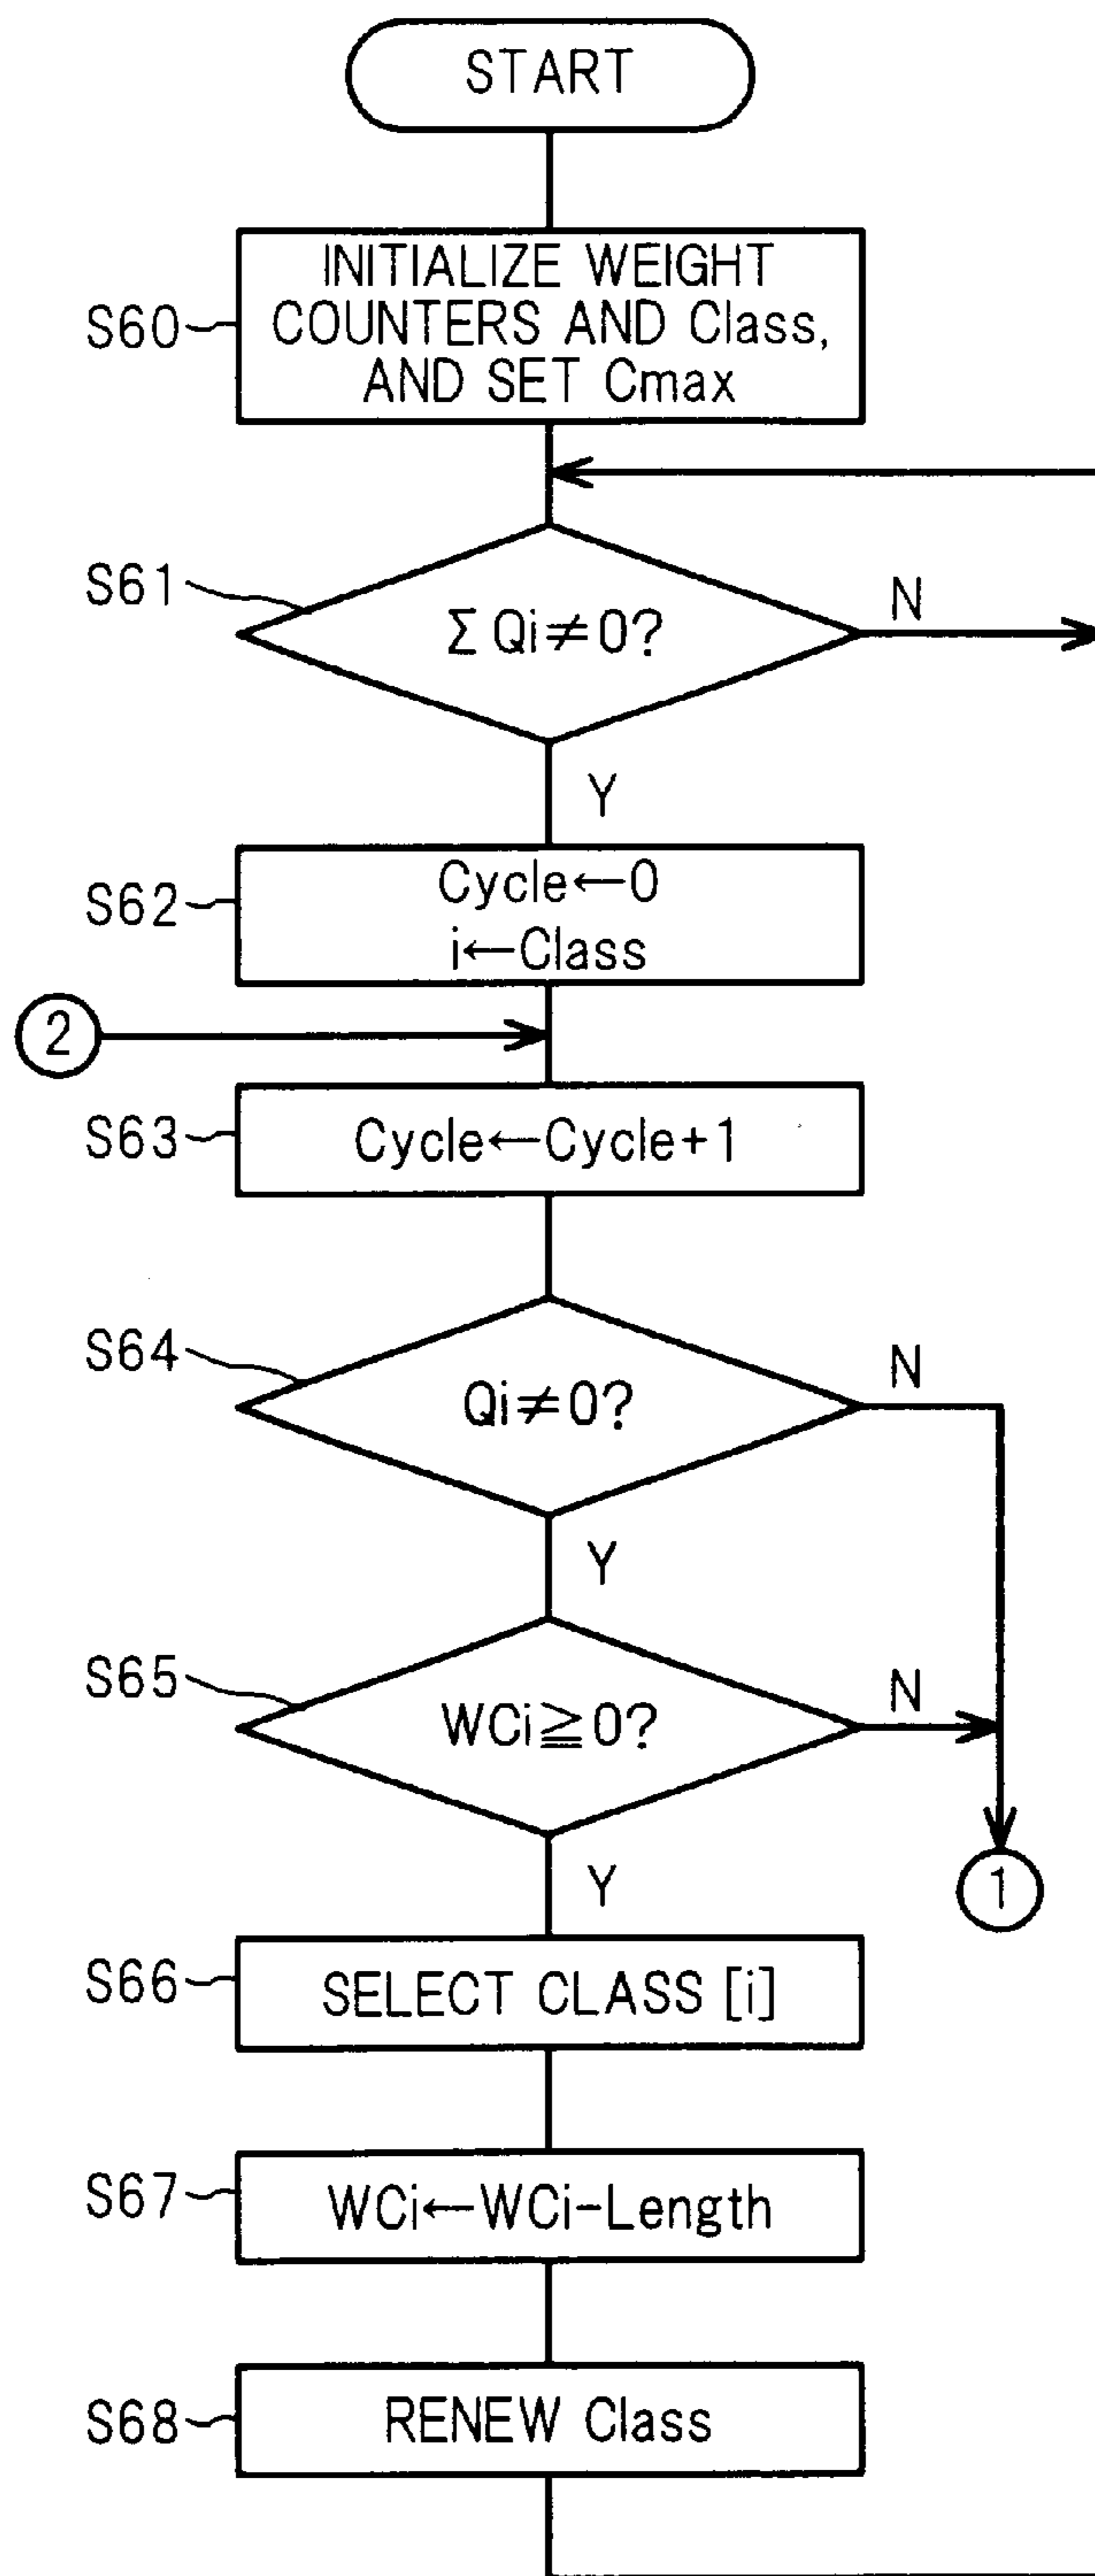 START
S60
INITIALIZE WEIGHT
COUNTERS AND Class,
AND SET Cmax
S61
Σ Qi≠0?
N
Y
S62
Cycle←0
i←Class
2
S63
Cycle←Cycle+1
S64
Qi≠0?
N
Y
S65
WCi≧0?
N
Y
1
S66
SELECT CLASS [i]
S67
WCi←WCi-Length
S68
RENEW Class